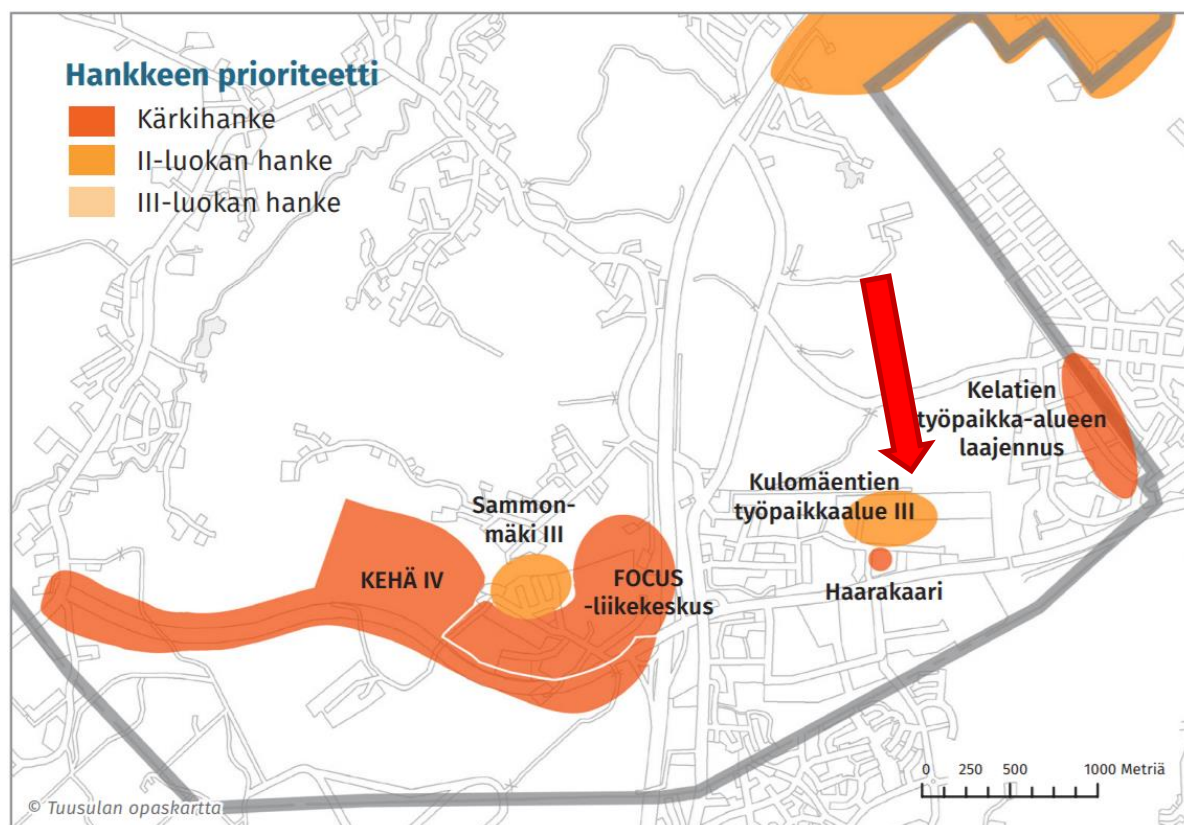 Hankkeen prioriteetti
Kärkihanke
II-luokan hanke
III-luokan hanke
Kelatien
työpaikka-alueen
laajennus
Kulomäentien
työpaikkaalue III
Sammon-
mäki III
KEHÄ IV
FOCUS
-liikekeskus
Haarakaari
0 250 500 1000 Metriä
© Tuusulan opaskartta